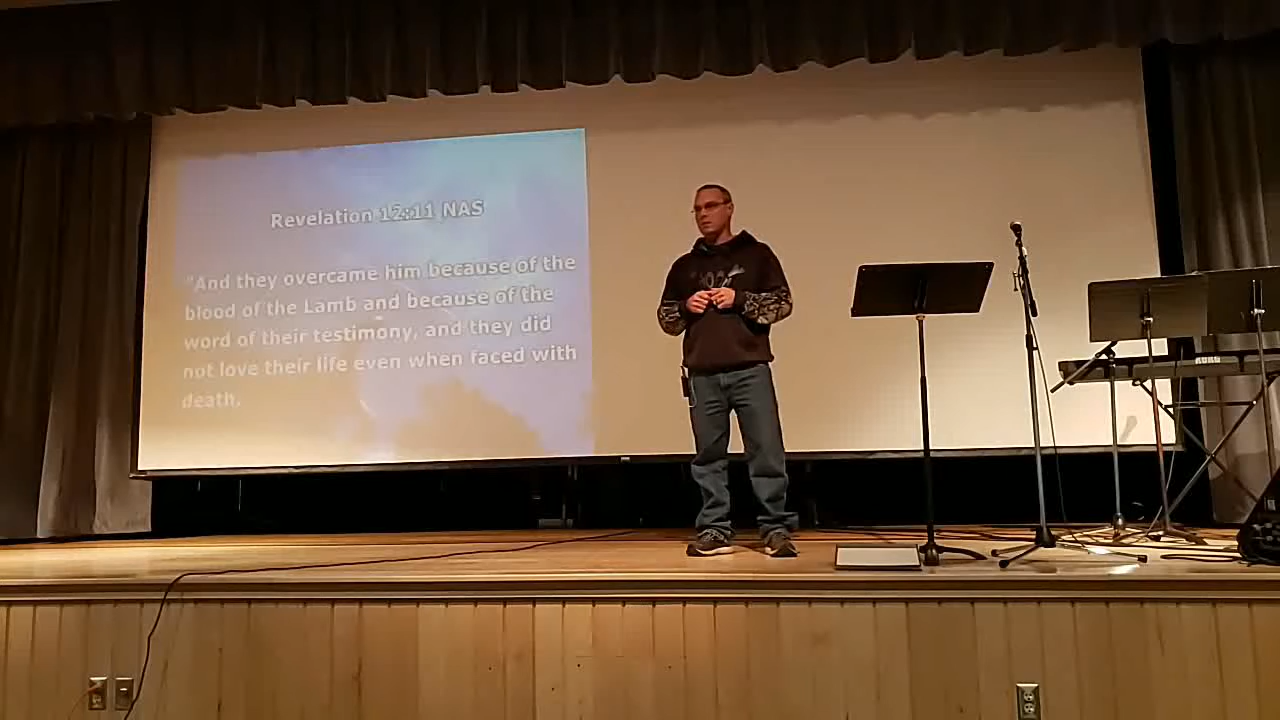 Revelation 12:11 NAS
"And they overcame him because of the
blood of the Lamb and because of the
word of their testimony, and they did
not love their life even when faced with
death.
KORG